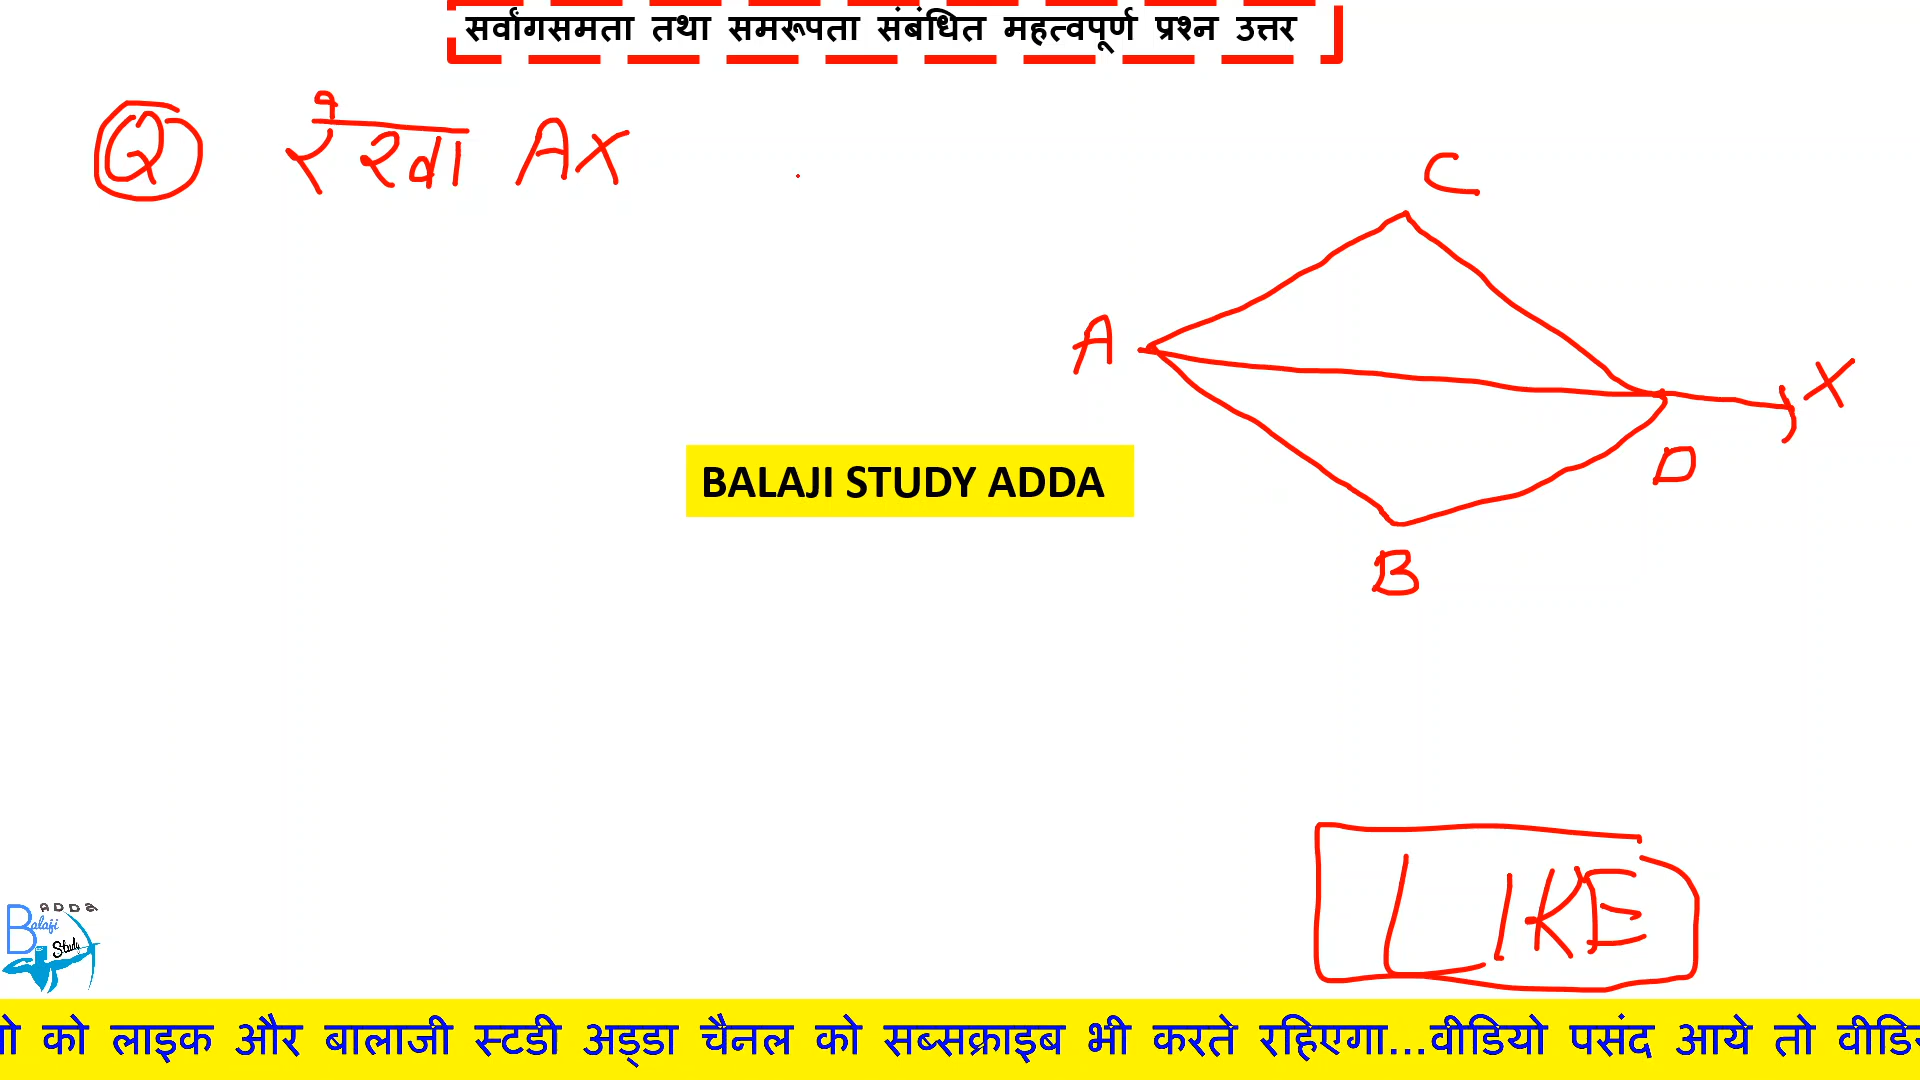 सर्वांगसमता तथा समरूपता संबंधित महत्वपूर्ण प्रश्न उत्तर
Q रेखा AX
C
A
X
D
B
BALAJI STUDY ADDA
LIKE
ADDA
Balaji
Study
को लाइक और बालाजी स्टडी अड्डा चैनल को सब्सक्राइब भी करते रहिएगा...वीडियो पसंद आये तो